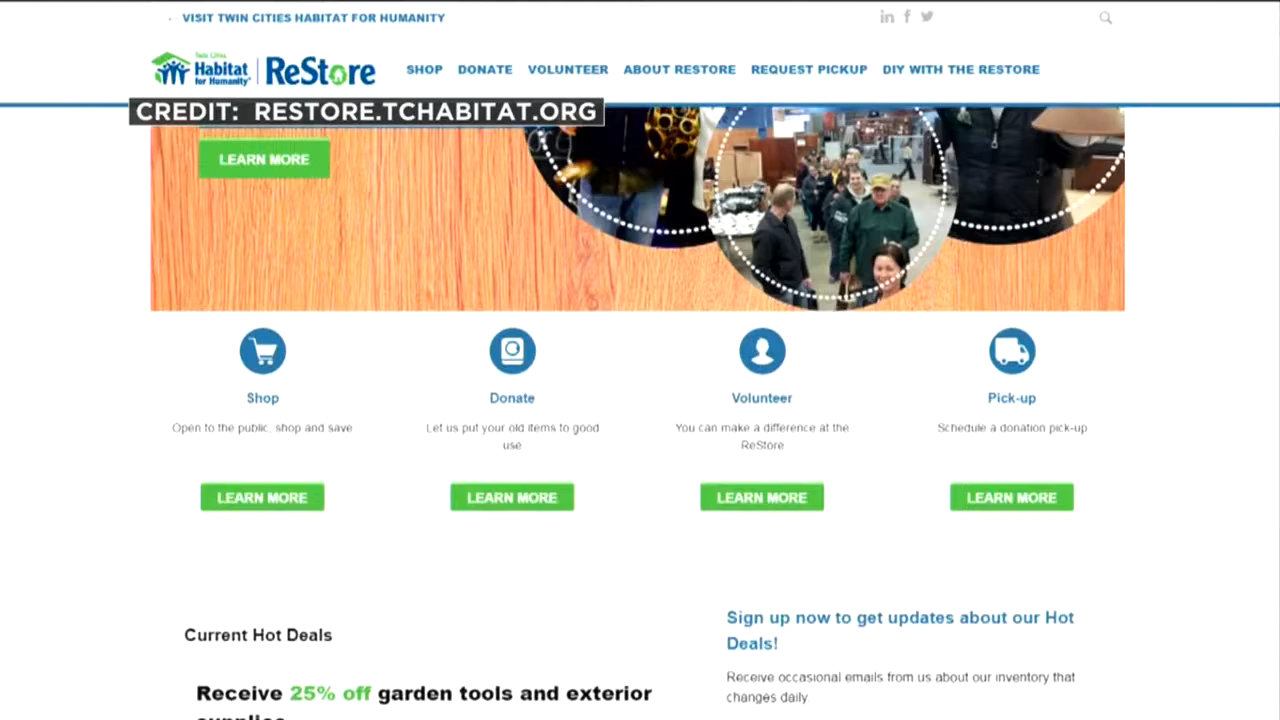 VISIT TWIN CITIES HABITAT FOR HUMANITY
Twin Cities
Habitat
for Humanity
ReStore
SHOP DONATE VOLUNTEER ABOUT RESTORE REQUEST PICKUP DIY WITH THE RESTORE
CREDIT: RESTORE.TCHABITAT.ORG
LEARN MORE
Shop
Open to the public, shop and save
LEARN MORE
Donate
Let us put your old items to good
use
LEARN MORE
Volunteer
You can make a difference at the
ReStore
LEARN MORE
Pick-up
Schedule a donation pick-up
LEARN MORE
Current Hot Deals
Receive 25% off garden tools and exterior
supplies
Sign up now to get updates about our Hot
Deals!
Receive occasional emails from us about our inventory that
changes daily